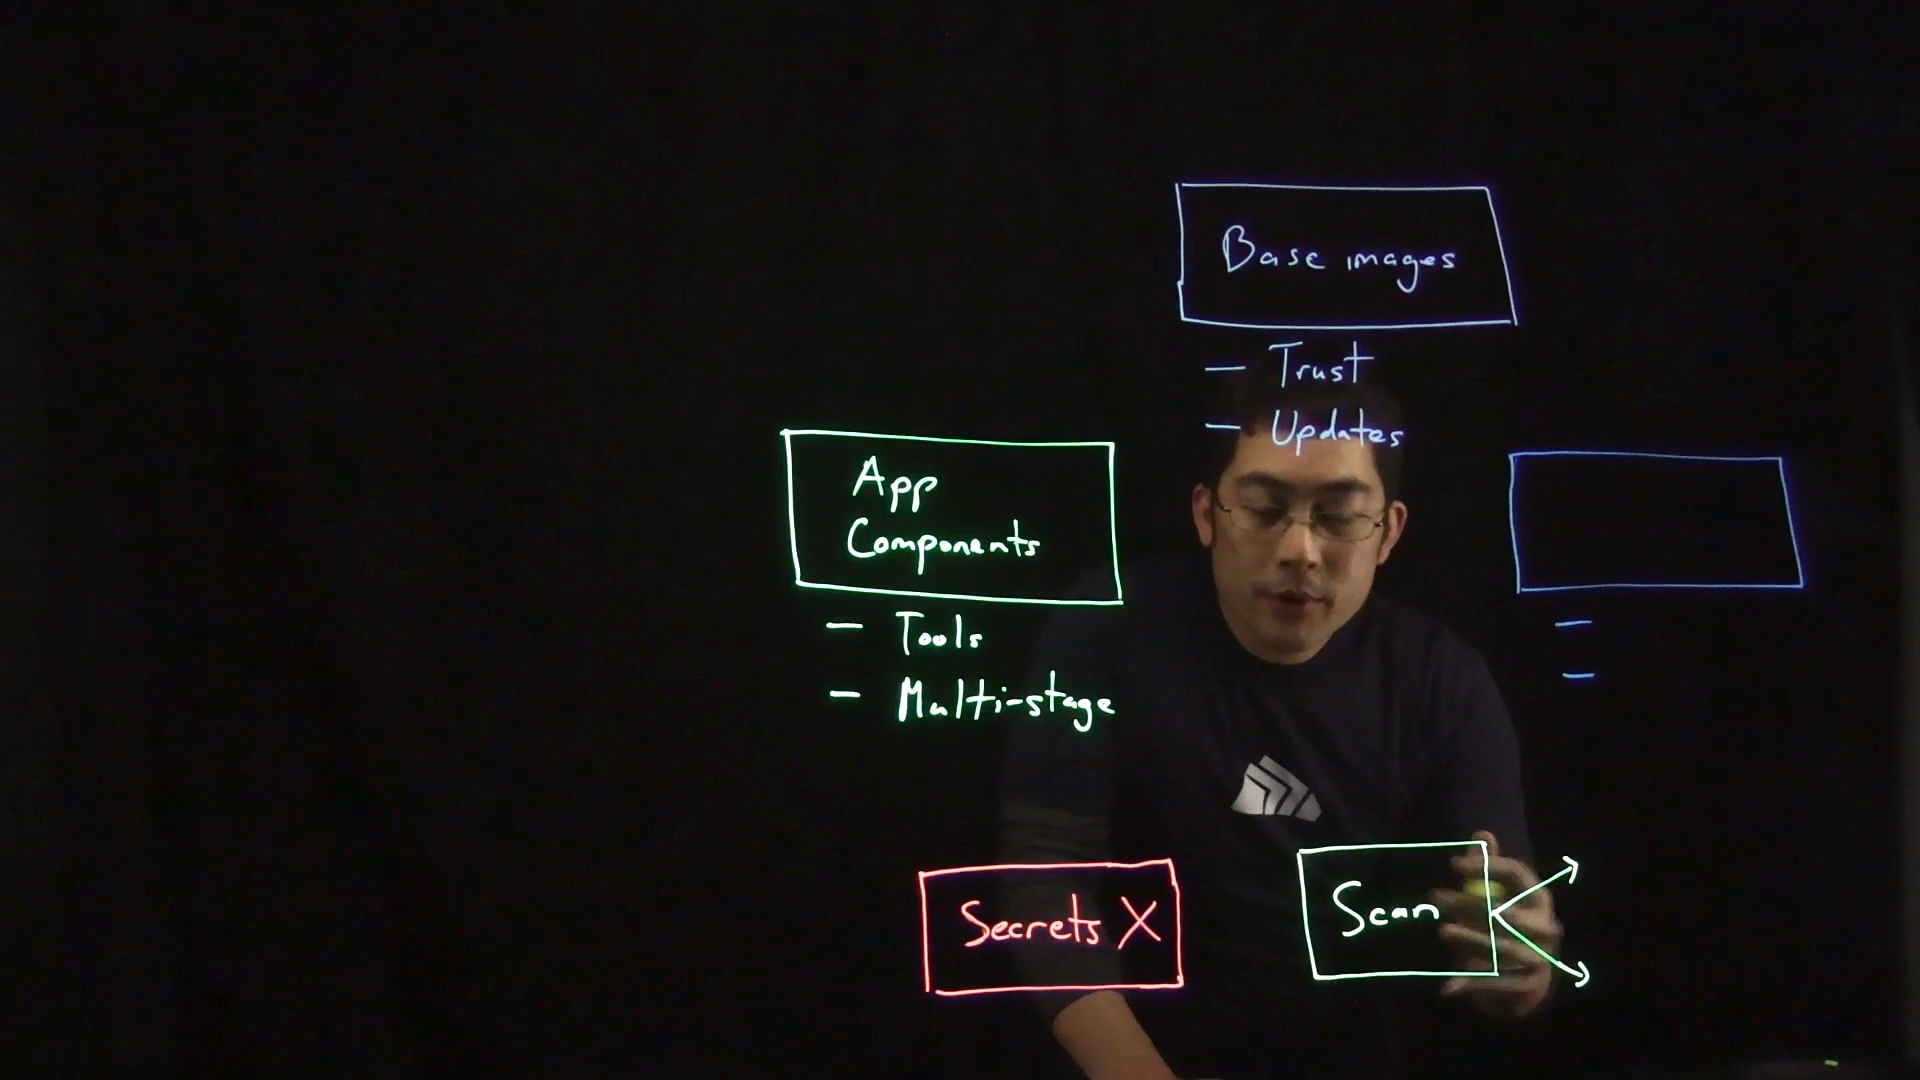 Base images
— Trust
— Updates
App
Components
— Tools
— Multi-stage
—
—
Secrets X
Scan